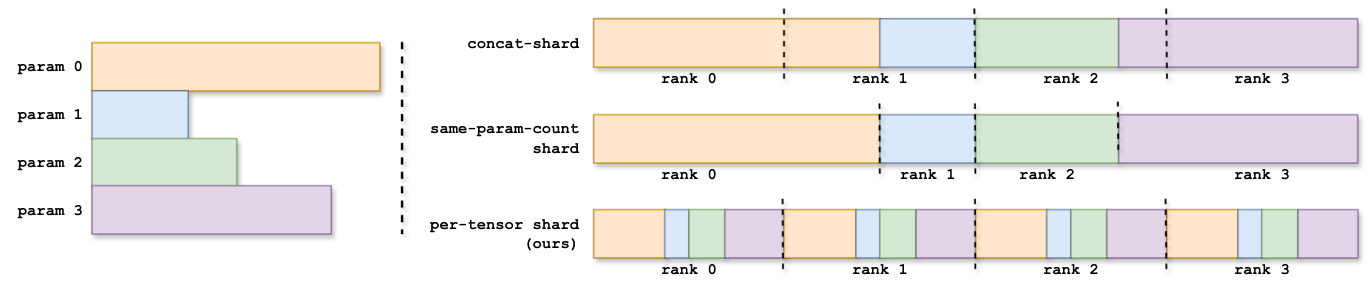 param 0
param 1
param 2
param 3
concat-shard
rank 0
rank 1
rank 2
rank 3
same-param-count
shard
rank 0
rank 1
rank 2
rank 3
per-tensor shard
(ours)
rank 0
rank 1
rank 2
rank 3